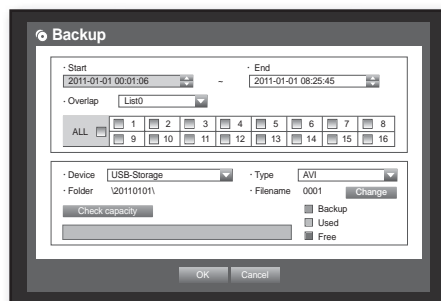 Backup
· Start
· End
2011-01-01 00:01:06
~
2011-01-01 08:25:45
· Overlap
List0
ALL
1 2 3 4 5 6 7 8
9 10 11 12 13 14 15 16
· Device
USB-Storage
· Type
AVI
· Folder
\20110101\
· Filename
0001
Change
Check capacity
Backup
Used
Free
OK
Cancel